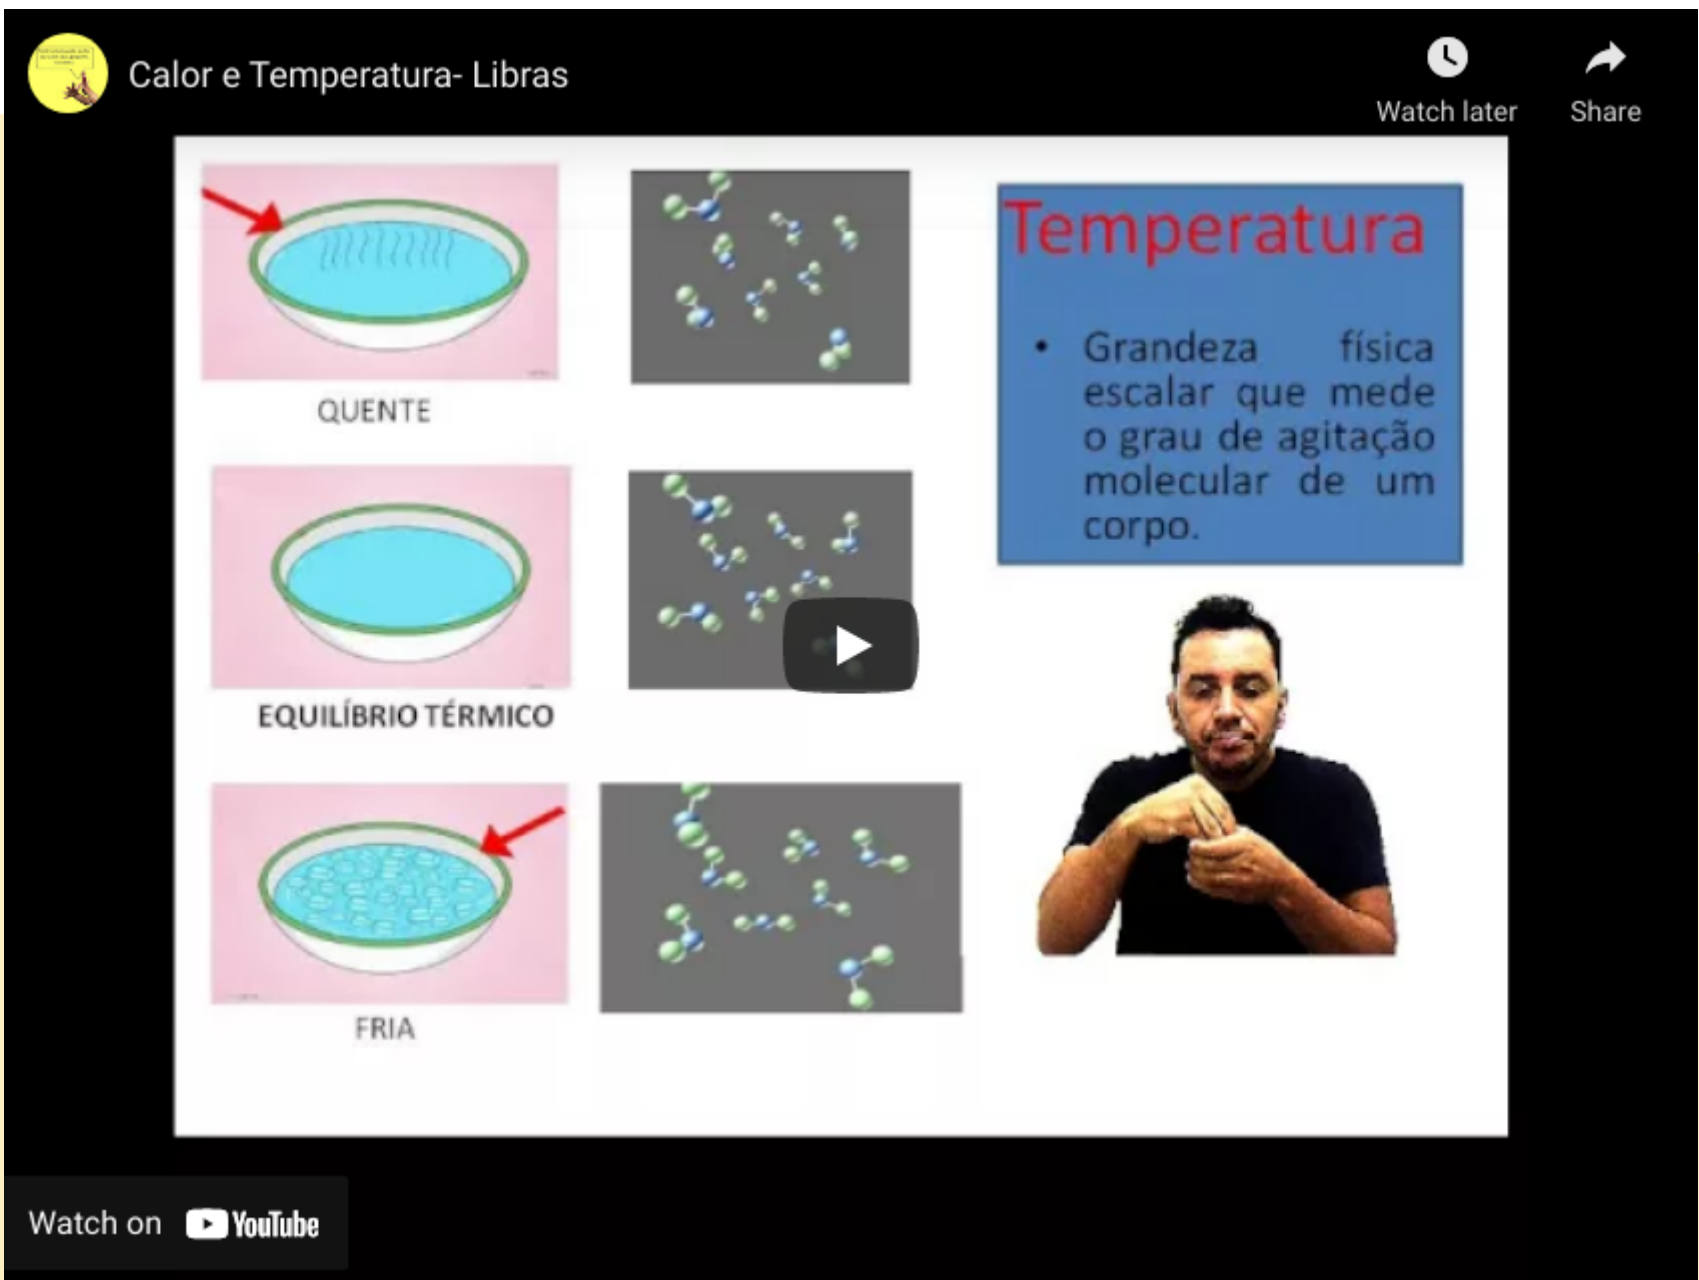 Calor e Temperatura- Libras
Watch later
Share
QUENTE
EQUILÍBRIO TÉRMICO
FRIA
Temperatura
• Grandeza física
escalar que mede
o grau de agitação
molecular de um
corpo.
Watch on YouTube